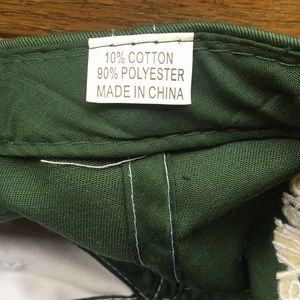 10% COTTON
90% POLYESTER
MADE IN CHINA